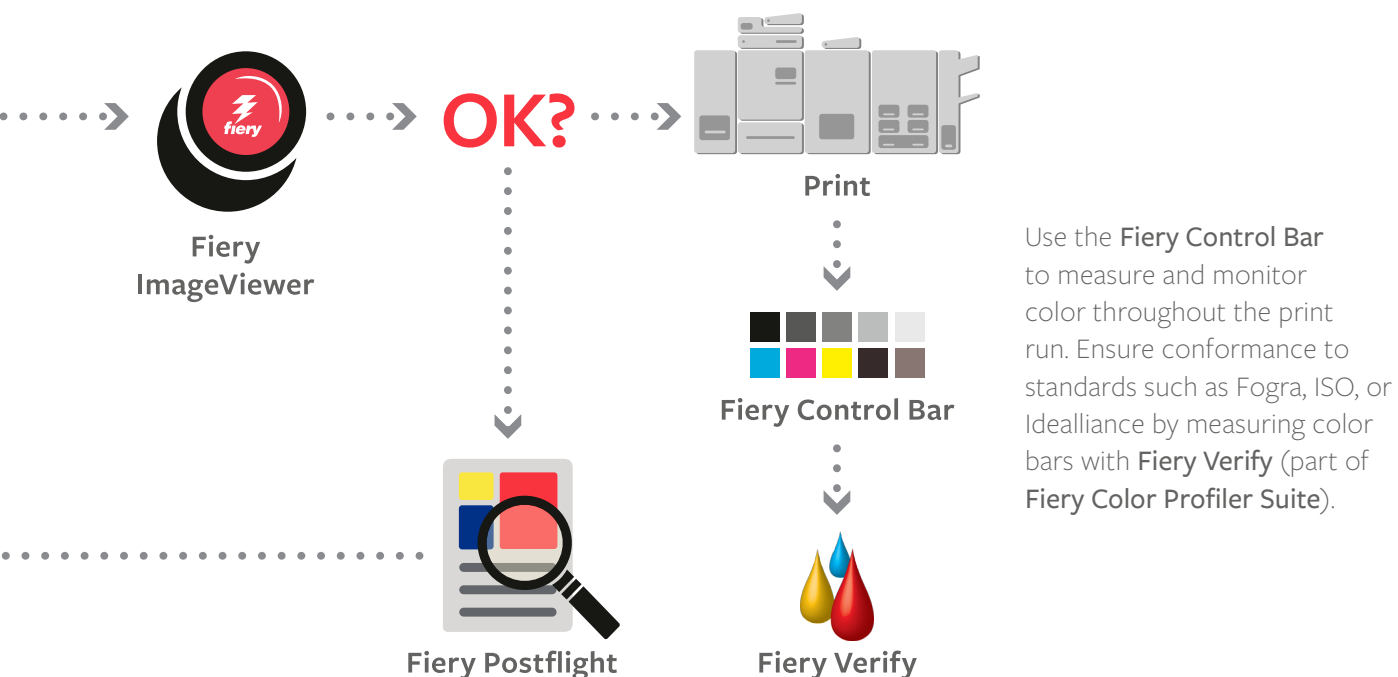 fiery
OK?
Fiery
ImageViewer
Print
Fiery Control Bar
Use the Fiery Control Bar
to measure and monitor
color throughout the print
run. Ensure conformance to
standards such as Fogra, ISO, or
Idealliance by measuring color
bars with Fiery Verify (part of
Fiery Color Profiler Suite).
Fiery Postflight
Fiery Verify